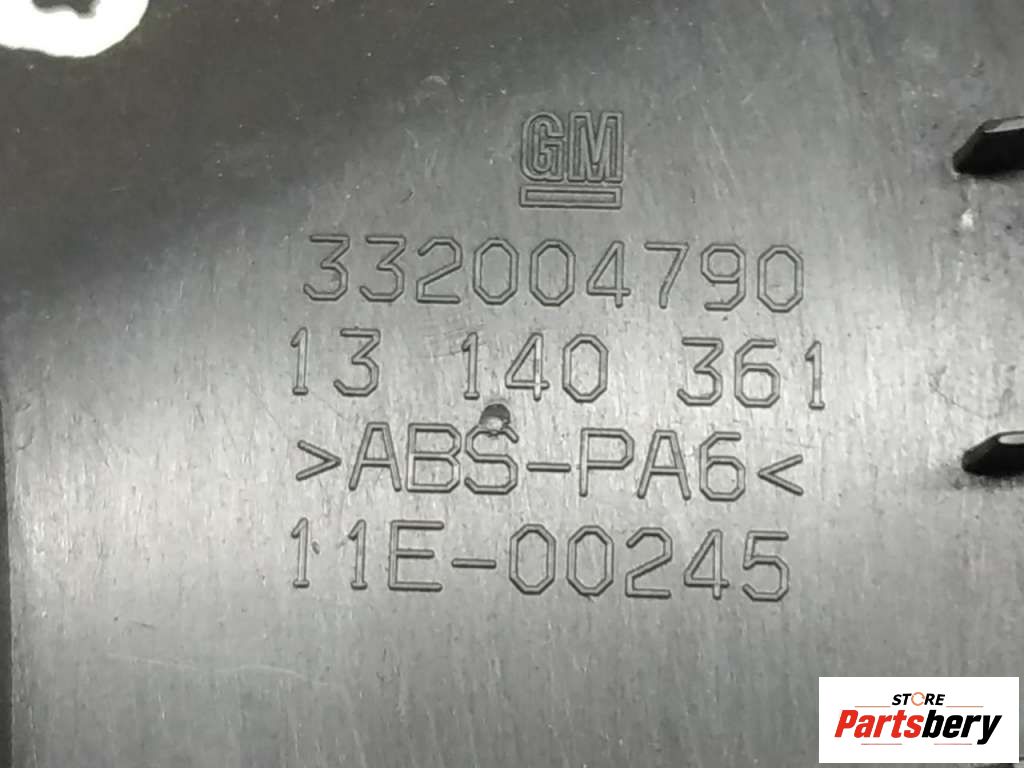 GM
332004790
13 140 361
>ABS-PA6<
11E-00245
STORE
Partsbery